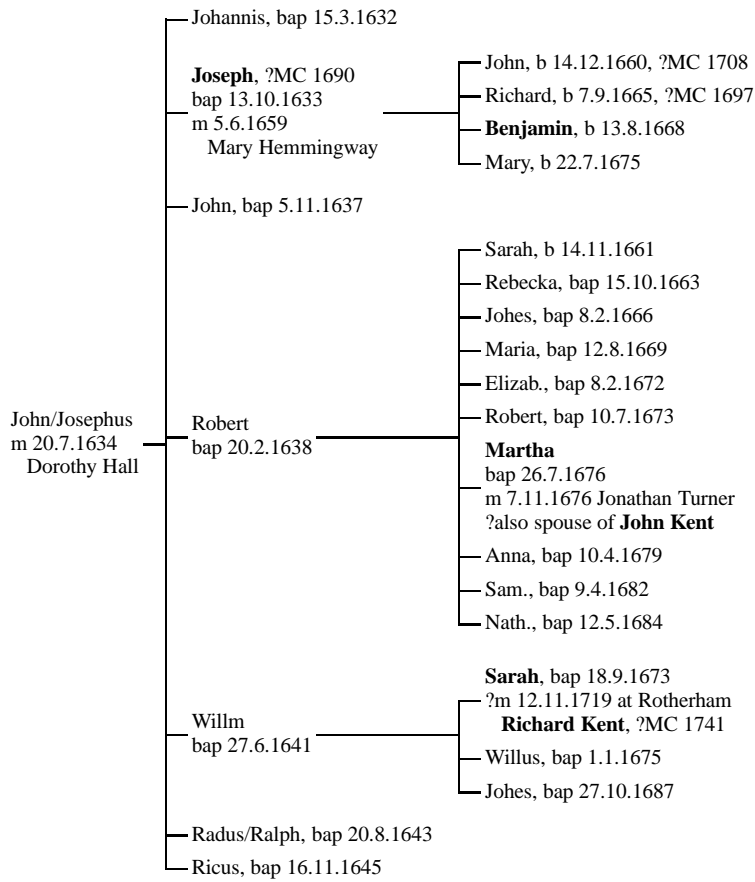 Johannis, bap 15.3.1632
Joseph, ?MC 1690
bap 13.10.1633
m 5.6.1659
Mary Hemmingway
John, b 14.12.1660, ?MC 1708
Richard, b 7.9.1665, ?MC 1697
Benjamin, b 13.8.1668
Mary, b 22.7.1675
John, bap 5.11.1637
John/Josephus
m 20.7.1634
Dorothy Hall
Robert
bap 20.2.1638
Sarah, b 14.11.1661
Rebecka, bap 15.10.1663
Johes, bap 8.2.1666
Maria, bap 12.8.1669
Elizab., bap 8.2.1672
Robert, bap 10.7.1673
Martha
bap 26.7.1676
m 7.11.1676 Jonathan Turner
?also spouse of John Kent
Anna, bap 10.4.1679
Sam., bap 9.4.1682
Nath., bap 12.5.1684
Willm
bap 27.6.1641
Sarah, bap 18.9.1673
?m 12.11.1719 at Rotherham
Richard Kent, ?MC 1741
Willus, bap 1.1.1675
Johes, bap 27.10.1687
Radus/Ralph, bap 20.8.1643
Ricus, bap 16.11.1645